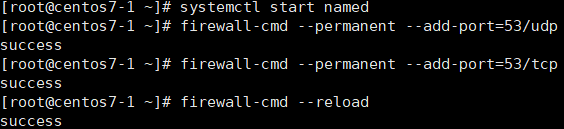 [root@centos7-1 ~]# systemctl start named
[root@centos7-1 ~]# firewall-cmd --permanent --add-port=53/udp
success
[root@centos7-1 ~]# firewall-cmd --permanent --add-port=53/tcp
success
[root@centos7-1 ~]# firewall-cmd --reload
success